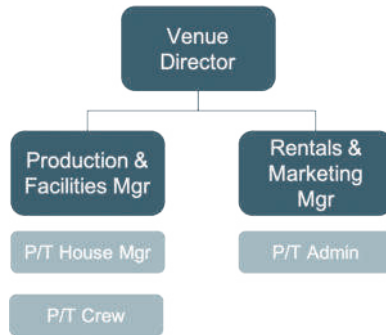 Venue
Director
Production &
Facilities Mgr
Rentals &
Marketing
Mgr
P/T House Mgr
P/T Admin
P/T Crew